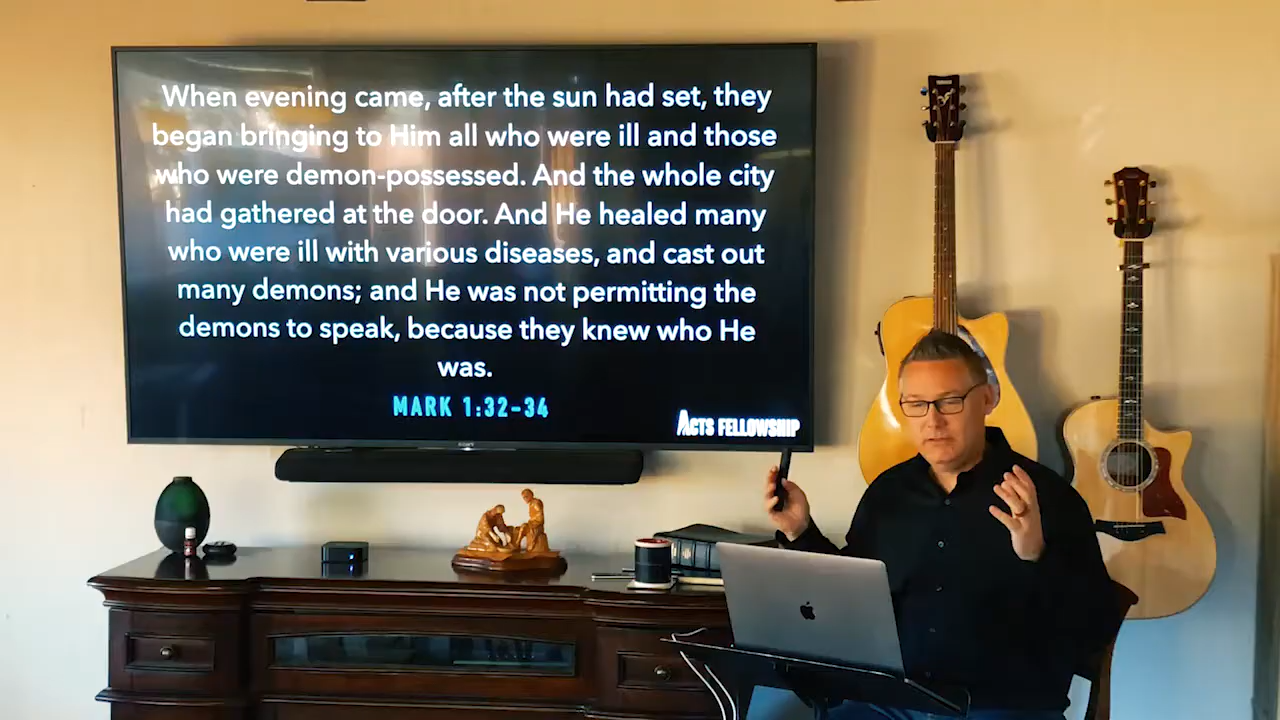 When evening came, after the sun had set, they
began bringing to Him all who were ill and those
who were demon-possessed. And the whole city
had gathered at the door. And He healed many
who were ill with various diseases, and cast out
many demons; and He was not permitting the
demons to speak, because they knew who He
was.
MARK 1:32-34
ACTS FELLOWSHIP
SONY
YAMAHA